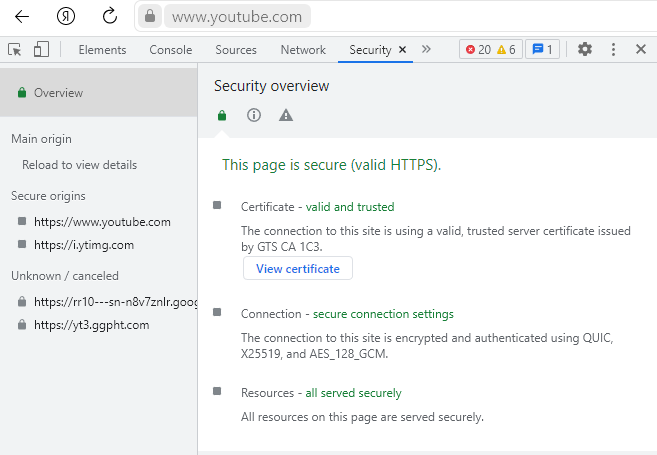 Я www.youtube.com
Elements Console Sources Network Security × » 20 6 1
Overview
Main origin
Reload to view details
Secure origins
https://www.youtube.com
https://i.ytimg.com
Unknown / canceled
https://rr10---sn-n8v7znlr.goog
https://yt3.ggpht.com
Security overview
This page is secure (valid HTTPS).
Certificate - valid and trusted
The connection to this site is using a valid, trusted server certificate issued
by GTS CA 1C3.
View certificate
Connection - secure connection settings
The connection to this site is encrypted and authenticated using QUIC,
X25519, and AES_128_GCM.
Resources - all served securely
All resources on this page are served securely.